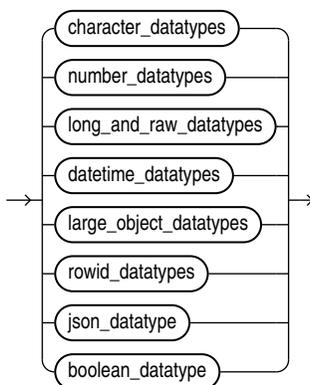 character_datatypes
number_datatypes
long_and_raw_datatypes
datetime_datatypes
large_object_datatypes
rowid_datatypes
json_datatype
boolean_datatype